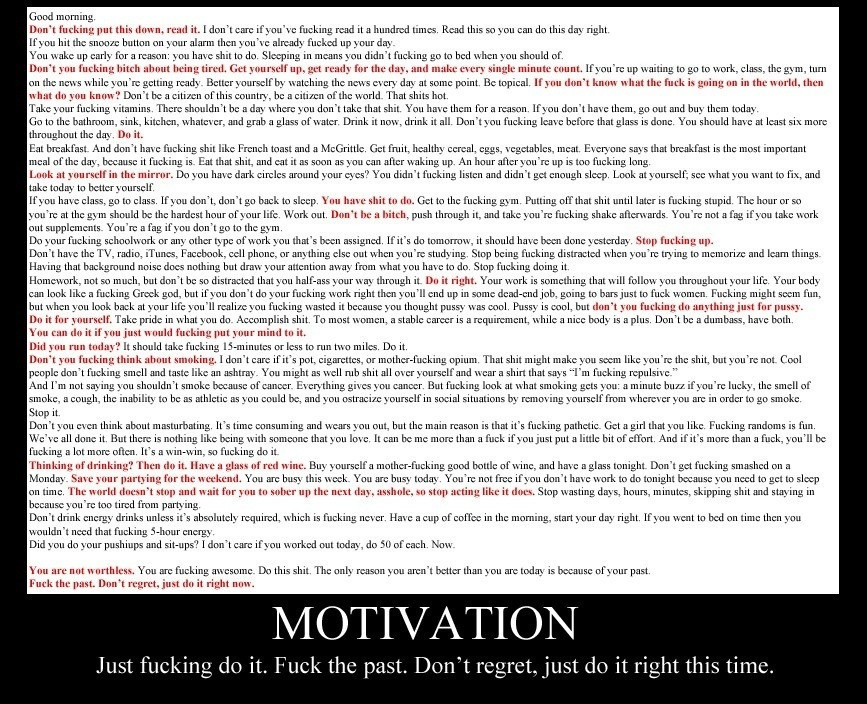 Good morning.
Don't fucking put this down, read it. I don't care if you've fucking read it a hundred times. Read this so you can do this day right.
If you hit the snooze button on your alarm then you've already fucked up your day.
You wake up early for a reason: you have shit to do. Sleeping in means you didn't fucking go to bed when you should of.
Don't you fucking bitch about being tired. Get yourself up, get ready for the day, and make every single minute count. If you're up waiting to go to work, class, the gym, turn
on the news while you're getting ready. Better yourself by watching the news every day at some point. Be topical. If you don't know what the fuck is going on in the world, then
what do you know? Don't be a citizen of this country, be a citizen of the world. That shits hot.
Take your fucking vitamins. There shouldn't be a day where you don't take that shit. You have them for a reason. If you don't have them, go out and buy them today.
Go to the bathroom, sink, kitchen, whatever, and grab a glass of water. Drink it now, drink it all. Don't you fucking leave before that glass is done. You should have at least six more
throughout the day. Do it.
Eat breakfast. And don't have fucking shit like French toast and a McGrittle. Get fruit, healthy cereal, eggs, vegetables, meat. Everyone says that breakfast is the most important
meal of the day, because it fucking is. Eat that shit, and eat it as soon as you can after waking up. An hour after you're up is too fucking long.
Look at yourself in the mirror. Do you have dark circles around your eyes? You didn't fucking listen and didn't get enough sleep. Look at yourself; see what you want to fix, and
take today to better yourself.
If you have class, go to class. If you don't, don't go back to sleep. You have shit to do. Get to the fucking gym. Putting off that shit until later is fucking stupid. The hour or so
you're at the gym should be the hardest hour of your life. Work out. Don't be a bitch, push through it, and take you're fucking shake afterwards. You're not a fag if you take work
out supplements. You're a fag if you don't go to the gym.
Do your fucking schoolwork or any other type of work you that's been assigned. If it's do tomorrow, it should have been done yesterday. Stop fucking up.
Don't have the TV, radio, iTunes, Facebook, cell phone, or anything else out when you're studying. Stop being fucking distracted when you're trying to memorize and learn things.
Having that background noise does nothing but draw your attention away from what you have to do. Stop fucking doing it.
Homework, not so much, but don't be so distracted that you half-ass your way through it. Do it right. Your work is something that will follow you throughout your life. Your body
can look like a fucking Greek god, but if you don't do your fucking work right then you'll end up in some dead-end job, going to bars just to fuck women. Fucking might seem fun,
but when you look back at your life you'll realize you fucking wasted it because you thought pussy was cool. Pussy is cool, but don't you fucking do anything just for pussy.
Do it for yourself. Take pride in what you do. Accomplish shit. To most women, a stable career is a requirement, while a nice body is a plus. Don't be a dumbass, have both.
You can do it if you just would fucking put your mind to it.
Did you run today? It should take fucking 15-minutes or less to run two miles. Do it.
Don't you fucking think about smoking. I don't care if it's pot, cigarettes, or mother-fucking opium. That shit might make you seem like you're the shit, but you're not. Cool
people don't fucking smell and taste like an ashtray. You might as well rub shit all over yourself and wear a shirt that says “I'm fucking repulsive.”
And I'm not saying you shouldn't smoke because of cancer. Everything gives you cancer. But fucking look at what smoking gets you: a minute buzz if you're lucky, the smell of
smoke, a cough, the inability to be as athletic as you could be, and you ostracize yourself in social situations by removing yourself from wherever you are in order to go smoke.
Stop it.
Don't you even think about masturbating. It's time consuming and wears you out, but the main reason is that it's fucking pathetic. Get a girl that you like. Fucking randoms is fun.
We've all done it. But there is nothing like being with someone that you love. It can be me more than a fuck if you just put a little bit of effort. And if it's more than a fuck, you'll be
fucking a lot more often. It's a win-win, so fucking do it.
Thinking of drinking? Then do it. Have a glass of red wine. Buy yourself a mother-fucking good bottle of wine, and have a glass tonight. Don't get fucking smashed on a
Monday. Save your partying for the weekend. You are busy this week. You are busy today. You're not free if you don't have work to do tonight because you need to get to sleep
on time. The world doesn't stop and wait for you to sober up the next day, asshole, so stop acting like it does. Stop wasting days, hours, minutes, skipping shit and staying in
because you're too tired from partying.
Don't drink energy drinks unless it's absolutely required, which is fucking never. Have a cup of coffee in the morning, start your day right. If you went to bed on time then you
wouldn't need that fucking 5-hour energy.
Did you do your pushups and sit-ups? I don't care if you worked out today, do 50 of each. Now.
You are not worthless. You are fucking awesome. Do this shit. The only reason you aren't better than you are today is because of your past.
Fuck the past. Don't regret, just do it right now.
MOTIVATION
Just fucking do it. Fuck the past. Don't regret, just do it right this time.